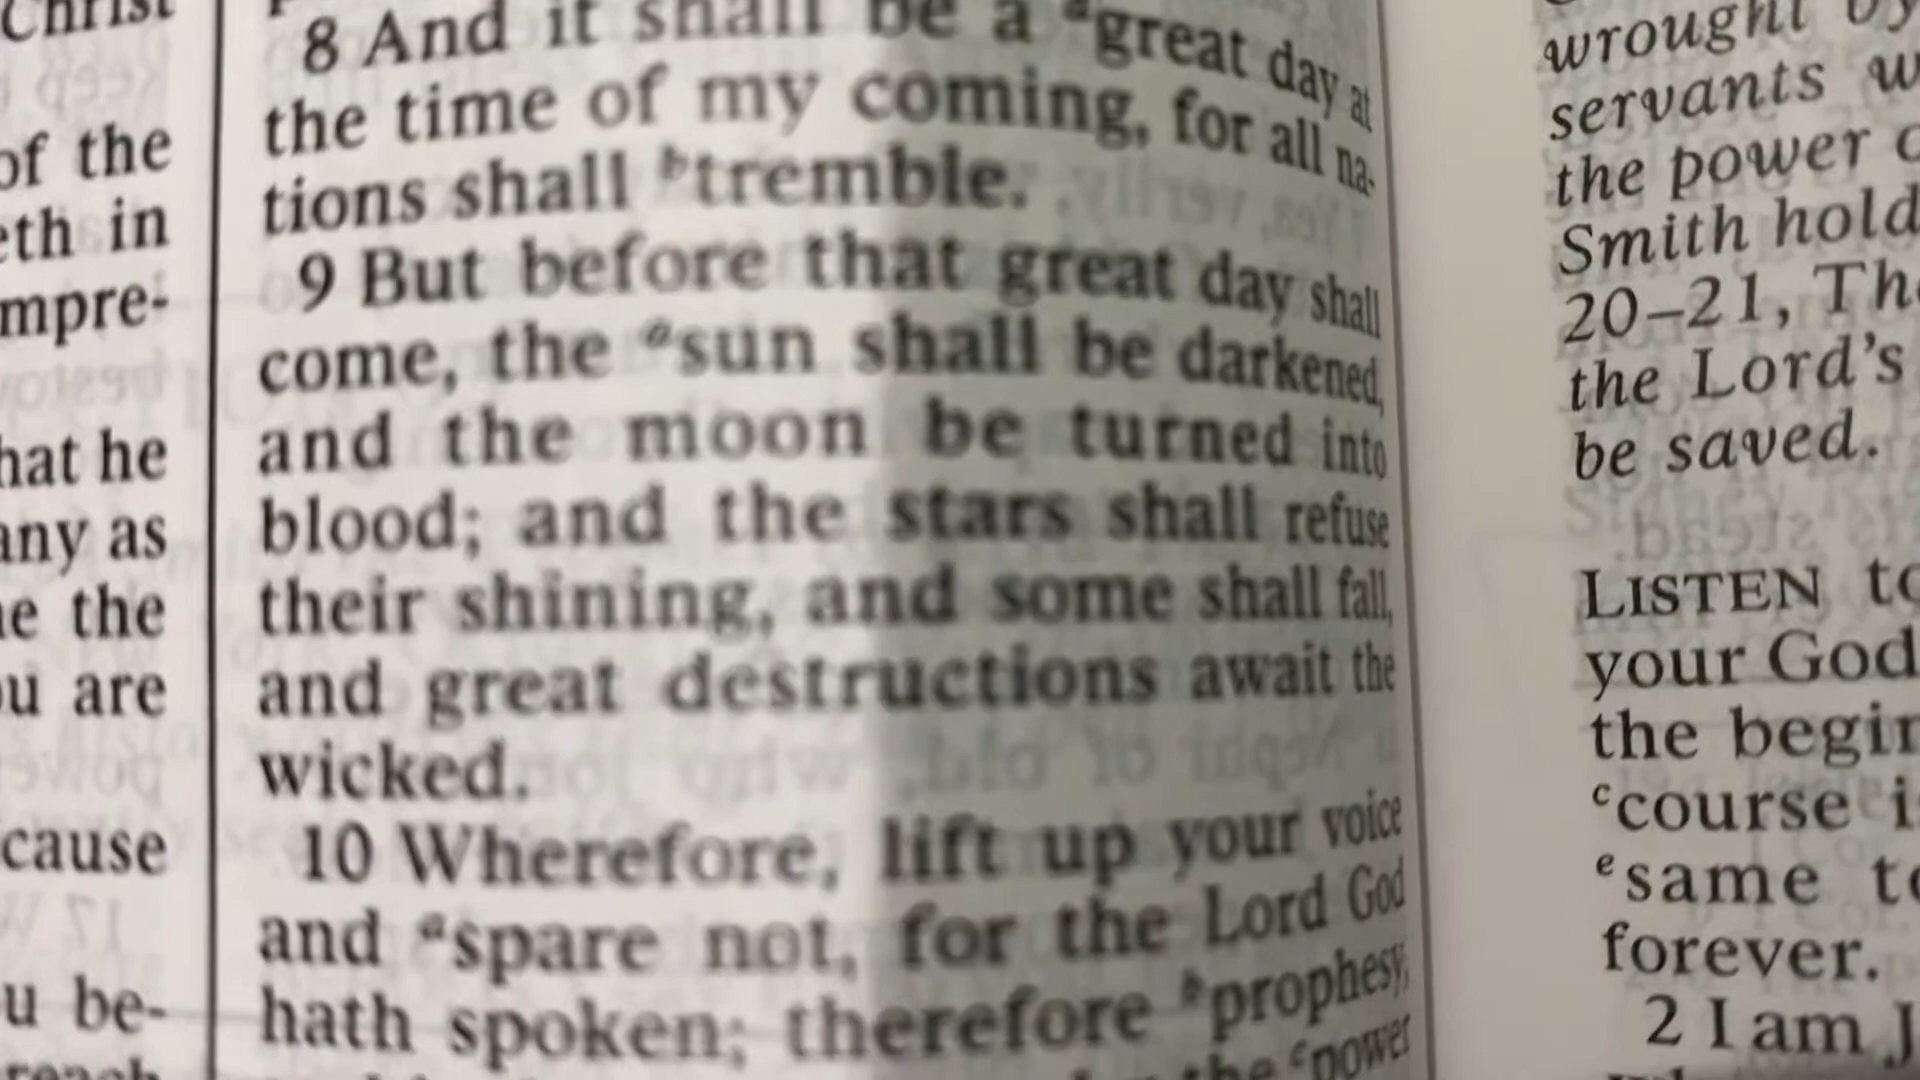 Christ
of the
eth in
mpre-
hat he
any as
e the
u are
cause
u be-
8 And it shall be a ᵃgreat day at
the time of my coming, for all na-
tions shall ᵇtremble.
9 But before that great day shall
come, the ᵃsun shall be darkened,
and the moon be turned into
blood; and the stars shall refuse
their shining, and some shall fall,
and great destructions await the
wicked.
10 Wherefore, lift up your voice
and ᵃspare not, for the Lord God
hath spoken; therefore ᵇprophesy,
the ᶜpower
wrought by
servants w
the power o
Smith hold
20–21, The
the Lord's
be saved.
LISTEN to
your God
the begin
ᶜcourse is
ᵉsame to
forever.
2 I am J